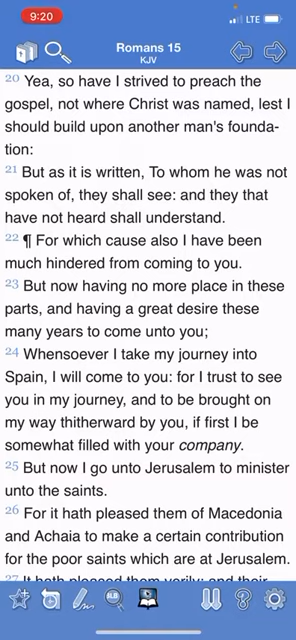 9:20
LTE
Romans 15
KJV
20 Yea, so have I strived to preach the
gospel, not where Christ was named, lest I
should build upon another man's founda-
tion:
21 But as it is written, To whom he was not
spoken of, they shall see: and they that
have not heard shall understand.
22 ¶ For which cause also I have been
much hindered from coming to you.
23 But now having no more place in these
parts, and having a great desire these
many years to come unto you;
24 Whensoever I take my journey into
Spain, I will come to you: for I trust to see
you in my journey, and to be brought on
my way thitherward by you, if first I be
somewhat filled with your company.
25 But now I go unto Jerusalem to minister
unto the saints.
26 For it hath pleased them of Macedonia
and Achaia to make a certain contribution
for the poor saints which are at Jerusalem.
27 It hath pleased them verily; and their